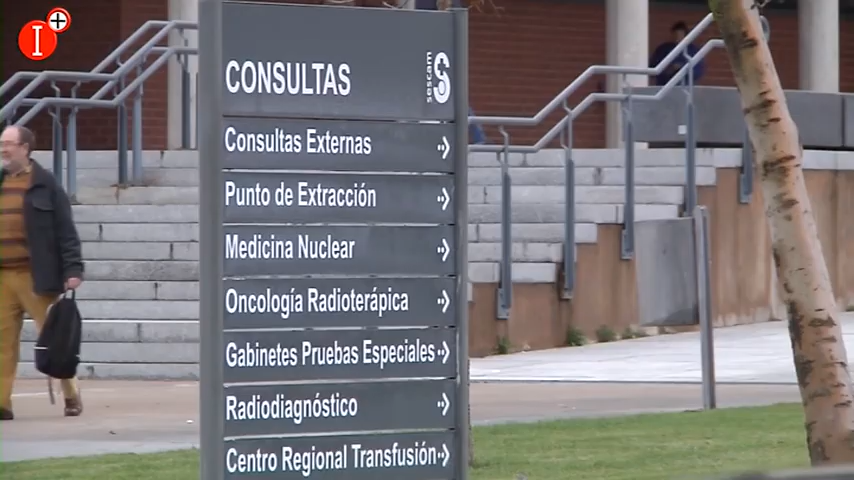 I
CONSULTAS
sescam
Consultas Externas
Punto de Extracción
Medicina Nuclear
Oncología Radioterápica
Gabinetes Pruebas Especiales
Radiodiagnóstico
Centro Regional Transfusión